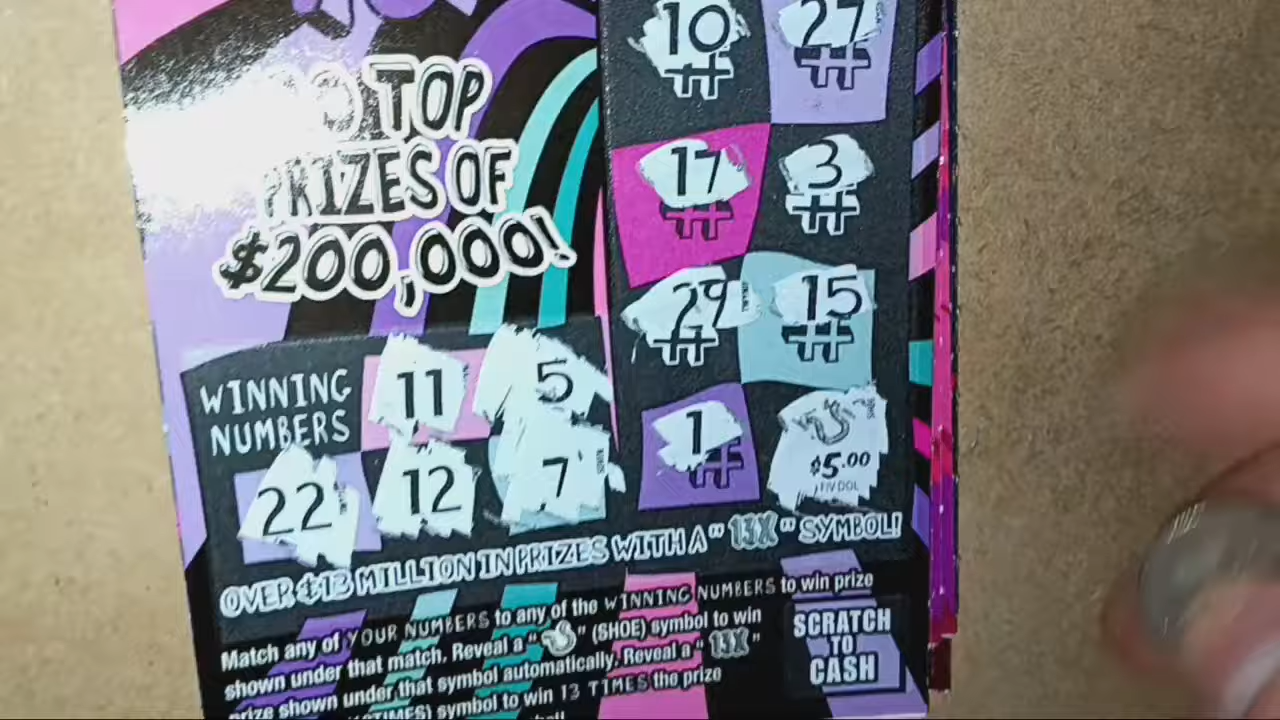 TOP
PRIZES OF
$200,000!
10 27
17 3
29 15
1
$5.00
WINNING
NUMBERS
11 5
22 12 7
OVER $13 MILLION IN PRIZES WITH A "13X" SYMBOL!
Match any of YOUR NUMBERS to any of the WINNING NUMBERS to win prize
shown under that match. Reveal a " " (SHOE) symbol to win
prize shown under that symbol automatically. Reveal a "13X"
(13TIMES) symbol to win 13 TIMES the prize
SCRATCH
TO
CASH